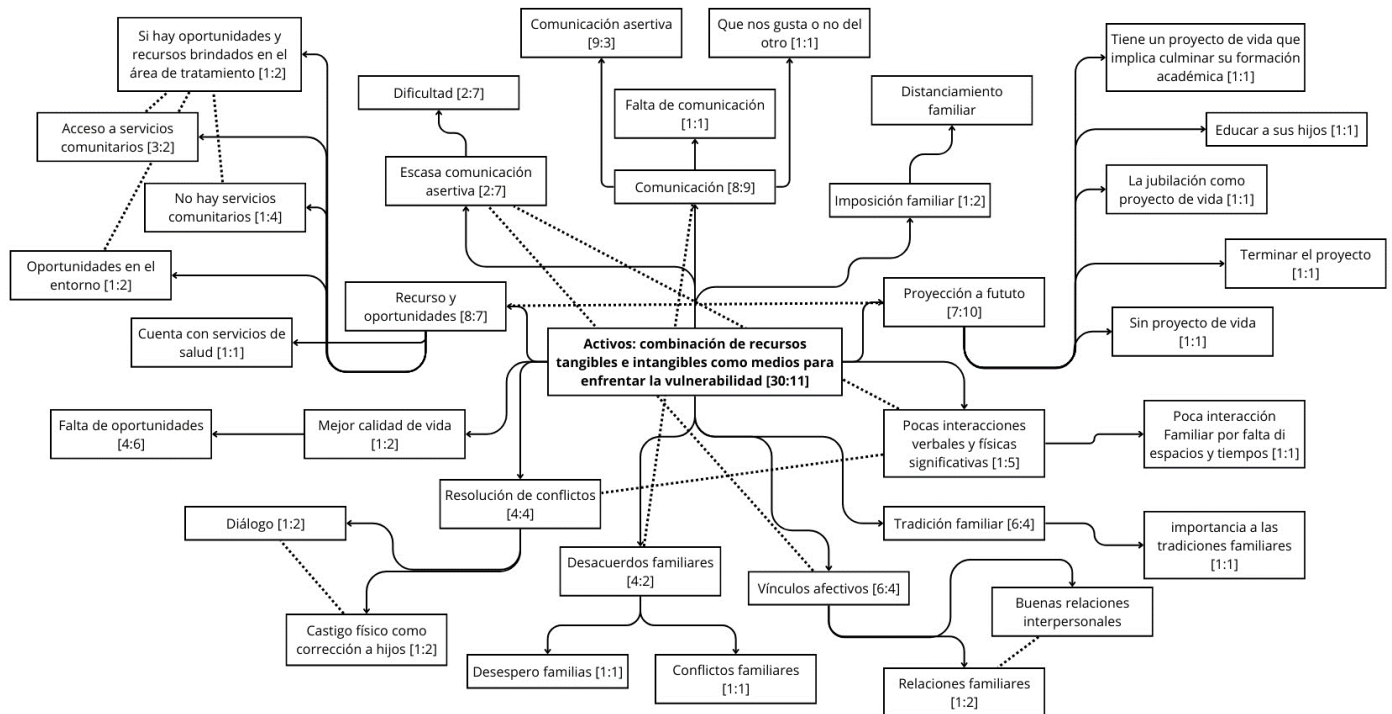 Si hay oportunidades y
recursos brindados en el
área de tratamiento [1:2]
Comunicación asertiva
[9:3]
Que nos gusta o no del
otro [1:1]
Tiene un proyecto de vida que
implica culminar su formación
académica [1:1]
Dificultad [2:7]
Falta de comunicación
[1:1]
Distanciamiento
familiar
Acceso a servicios
comunitarios [3:2]
Educar a sus hijos [1:1]
Escasa comunicación
asertiva [2:7]
Comunicación [8:9]
Imposición familiar [1:2]
La jubilación como
proyecto de vida [1:1]
No hay servicios
comunitarios [1:4]
Oportunidades en el
entorno [1:2]
Terminar el proyecto
[1:1]
Recurso y
oportunidades [8:7]
Proyección a fututo
[7:10]
Cuenta con servicios de
salud [1:1]
Sin proyecto de vida
[1:1]
Activos: combinación de recursos
tangibles e intangibles como medios para
enfrentar la vulnerabilidad [30:11]
Falta de oportunidades
[4:6]
Mejor calidad de vida
[1:2]
Pocas interacciones
verbales y físicas
significativas [1:5]
Poca interacción
Familiar por falta di
espacios y tiempos [1:1]
Resolución de conflictos
[4:4]
Diálogo [1:2]
Tradición familiar [6:4]
importancia a las
tradiciones familiares
[1:1]
Desacuerdos familiares
[4:2]
Vínculos afectivos [6:4]
Buenas relaciones
interpersonales
Castigo físico como
corrección a hijos [1:2]
Desespero familias [1:1]
Conflictos familiares
[1:1]
Relaciones familiares
[1:2]